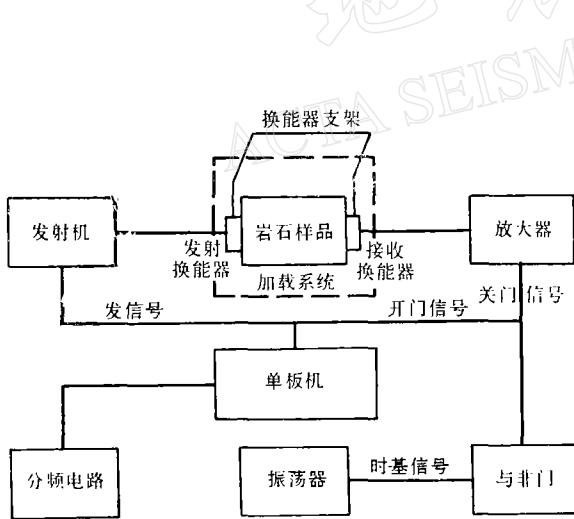 ACTA SEISM
换能器支架
发射机
岩石样品
放大器
发射
换能器
接收
换能器
加载系统
发信号
开门信号
关门信号
单板机
分频电路
振荡器
时基信号
与非门